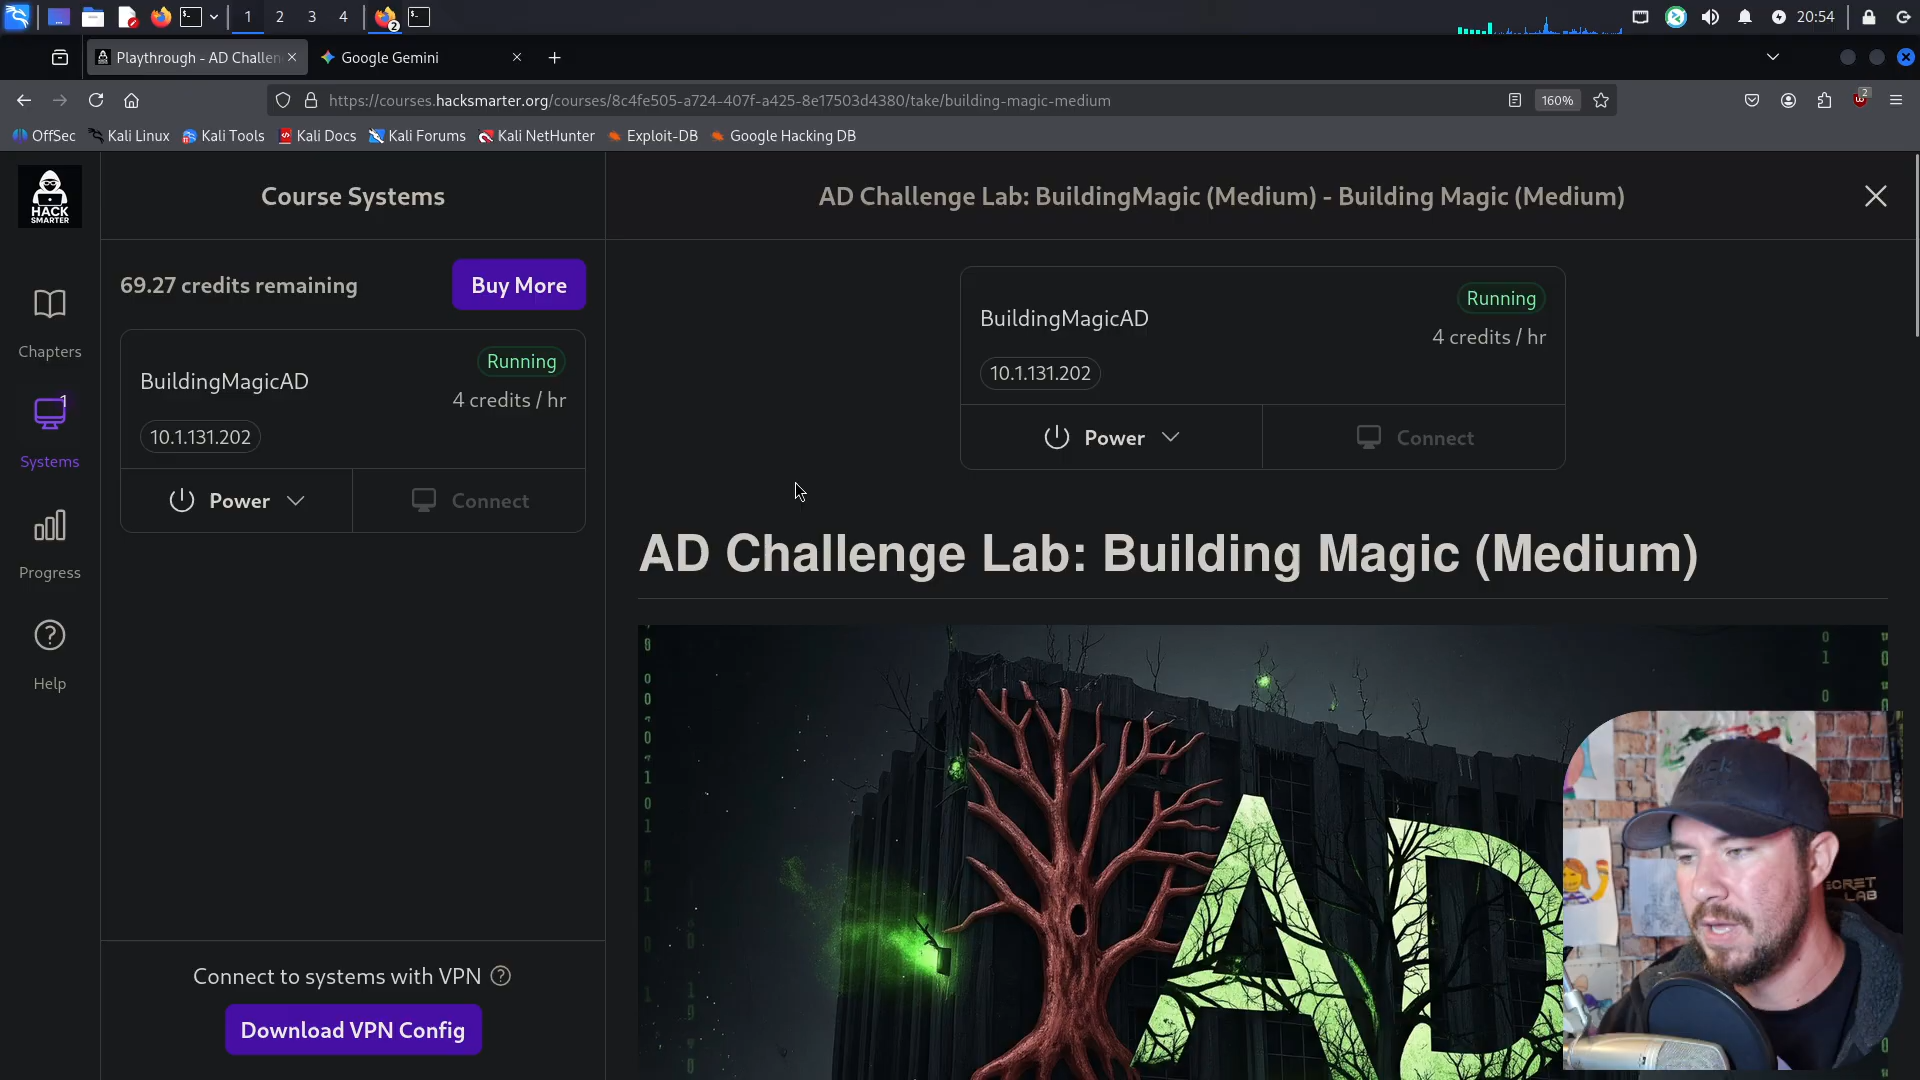 1
2
3
4
2
20:54
Playthrough - AD Challen
Google Gemini
https://courses.hacksmarter.org/courses/8c4fe505-a724-407f-a425-8e17503d4380/take/building-magic-medium
160%
2
OffSec
Kali Linux
Kali Tools
Kali Docs
Kali Forums
Kali NetHunter
Exploit-DB
Google Hacking DB
HACK
SMARTER
Chapters
1
Systems
Progress
Help
Course Systems
69.27 credits remaining
Buy More
BuildingMagicAD
Running
4 credits / hr
10.1.131.202
Power
Connect
Connect to systems with VPN
Download VPN Config
AD Challenge Lab: BuildingMagic (Medium) - Building Magic (Medium)
BuildingMagicAD
Running
4 credits / hr
10.1.131.202
Power
Connect
AD Challenge Lab: Building Magic (Medium)
AD